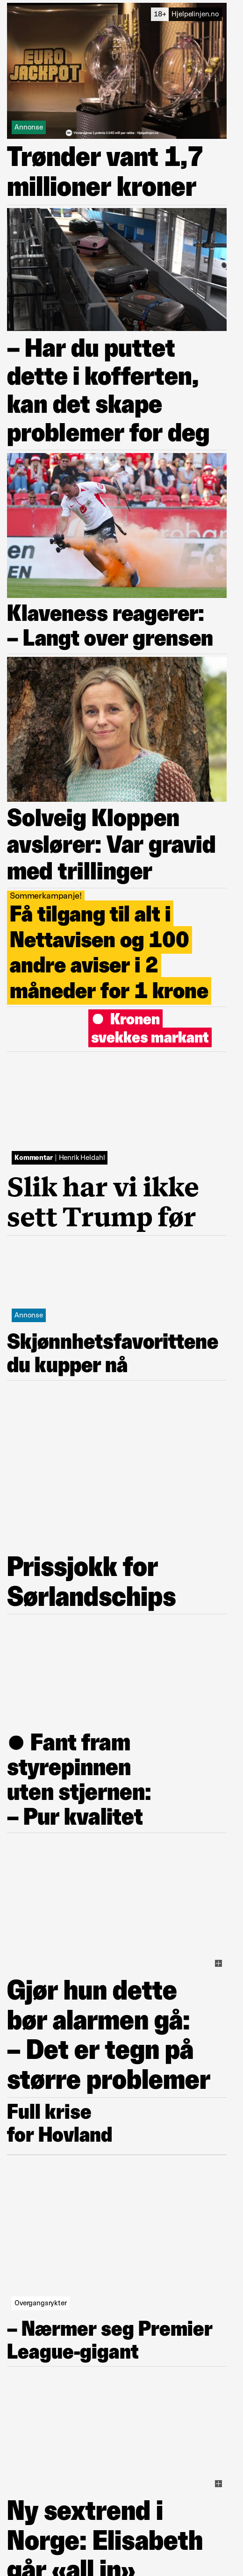 EURO
JACKPOT
18+ Hjelpelinjen.no
Annonse
Trønder vant 1,7
millioner kroner
– Har du puttet
dette i kofferten,
kan det skape
problemer for deg
Klaveness reagerer:
– Langt over grensen
Solveig Kloppen
avslører: Var gravid
med trillinger
Sommerkampanje!
Få tilgang til alt i
Nettavisen og 100
andre aviser i 2
måneder for 1 krone
Kronen
svekkes markant
Kommentar | Henrik Heldahl
Slik har vi ikke
sett Trump før
Annonse
Skjønnhetsfavorittene
du kupper nå
Prissjokk for
Sørlandschips
Fant fram
styrepinnen
uten stjernen:
– Pur kvalitet
Gjør hun dette
bør alarmen gå:
– Det er tegn på
større problemer
Full krise
for Hovland
Overgangsrykter
– Nærmer seg Premier
League-gigant
Ny sextrend i
Norge: Elisabeth
går «all in»